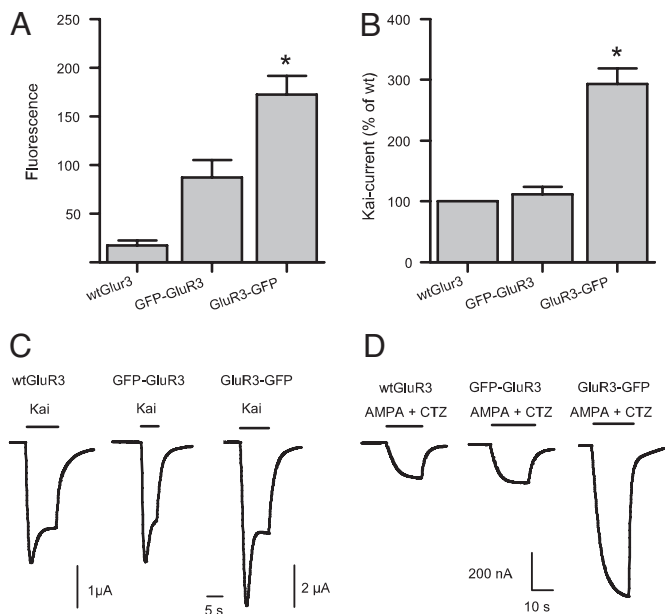 A
Fluorescence
250
200
150
100
50
wtGlur3
GFP-GluR3
GluR3-GFP
*
B
Kai-current (% of wt)
400
300
200
100
0
wtGlur3
GFP-GluR3
GluR3-GFP
*
C
wtGluR3 GFP-GluR3 GluR3-GFP
Kai Kai Kai
1µA
5 s
2 µA
D
wtGluR3 GFP-GluR3 GluR3-GFP
AMPA + CTZ AMPA + CTZ AMPA + CTZ
200 nA
10 s